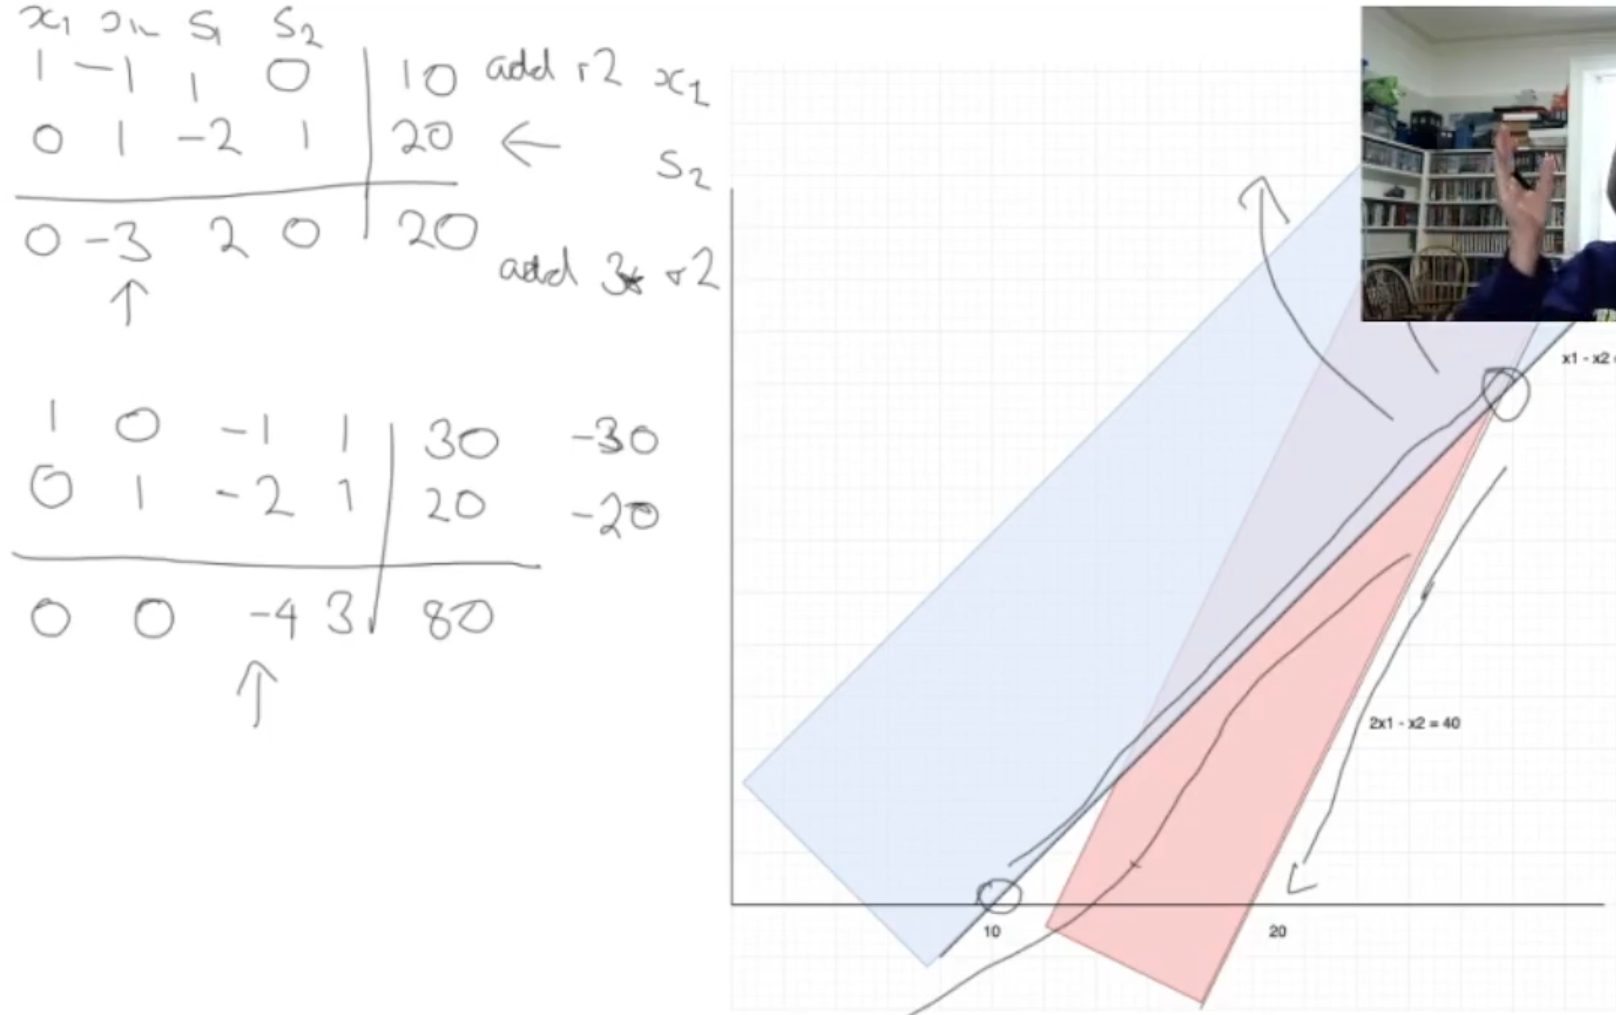 x₁ x₂ s₁ s₂
1 -1 1 0 | 10 add r2 x₁
0 1 -2 1 | 20 ←
s₂
0 -3 2 0 | 20
add 3* r2
↑
1 0 -1 1 | 30 -30
0 1 -2 1 | 20 -20
0 0 -4 3 | 80
↑
x1 - x2
2x1 - x2 = 40
10 20